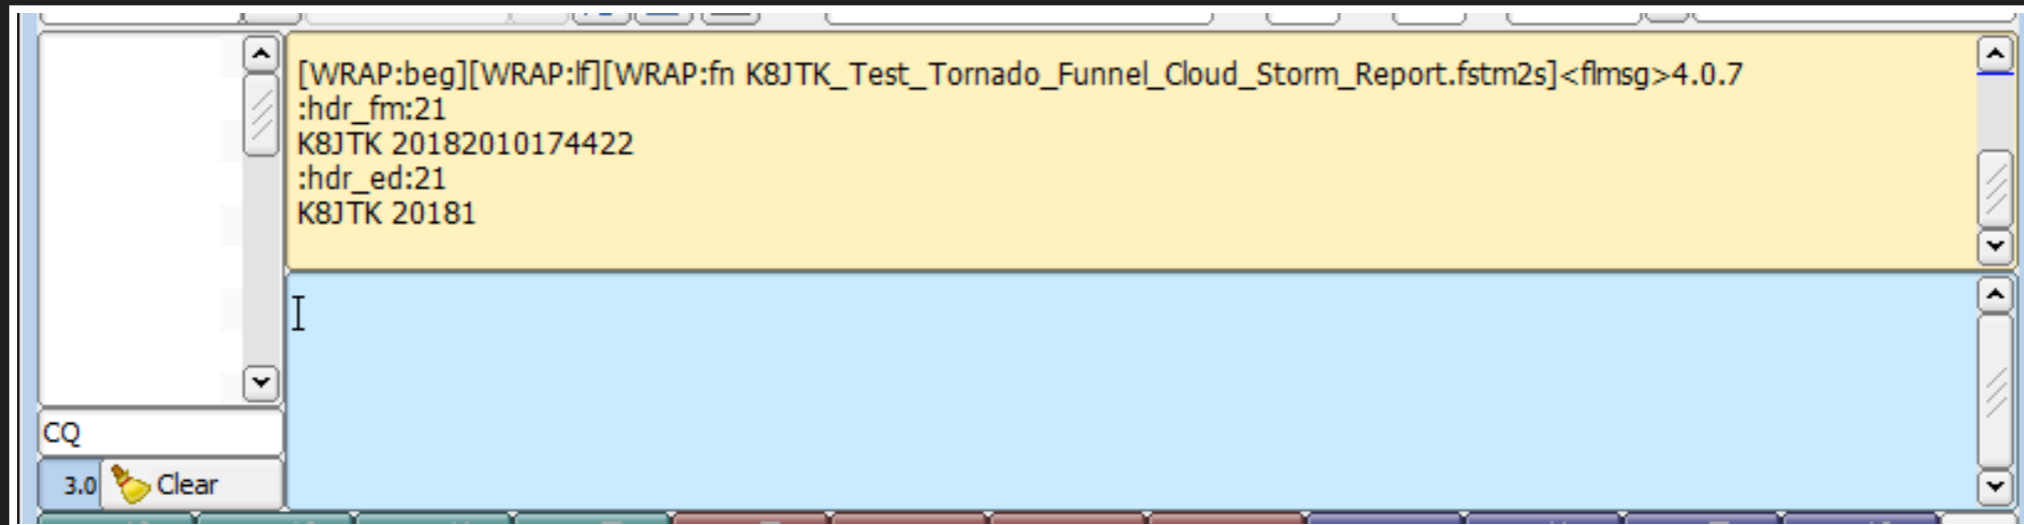 [WRAP:beg][WRAP:lf][WRAP:fn K8JTK_Test_Tornado_Funnel_Cloud_Storm_Report.fstm2s]<flmsg>4.0.7
:hdr_fm:21
K8JTK 20182010174422
:hdr_ed:21
K8JTK 20181
CQ
3.0 Clear